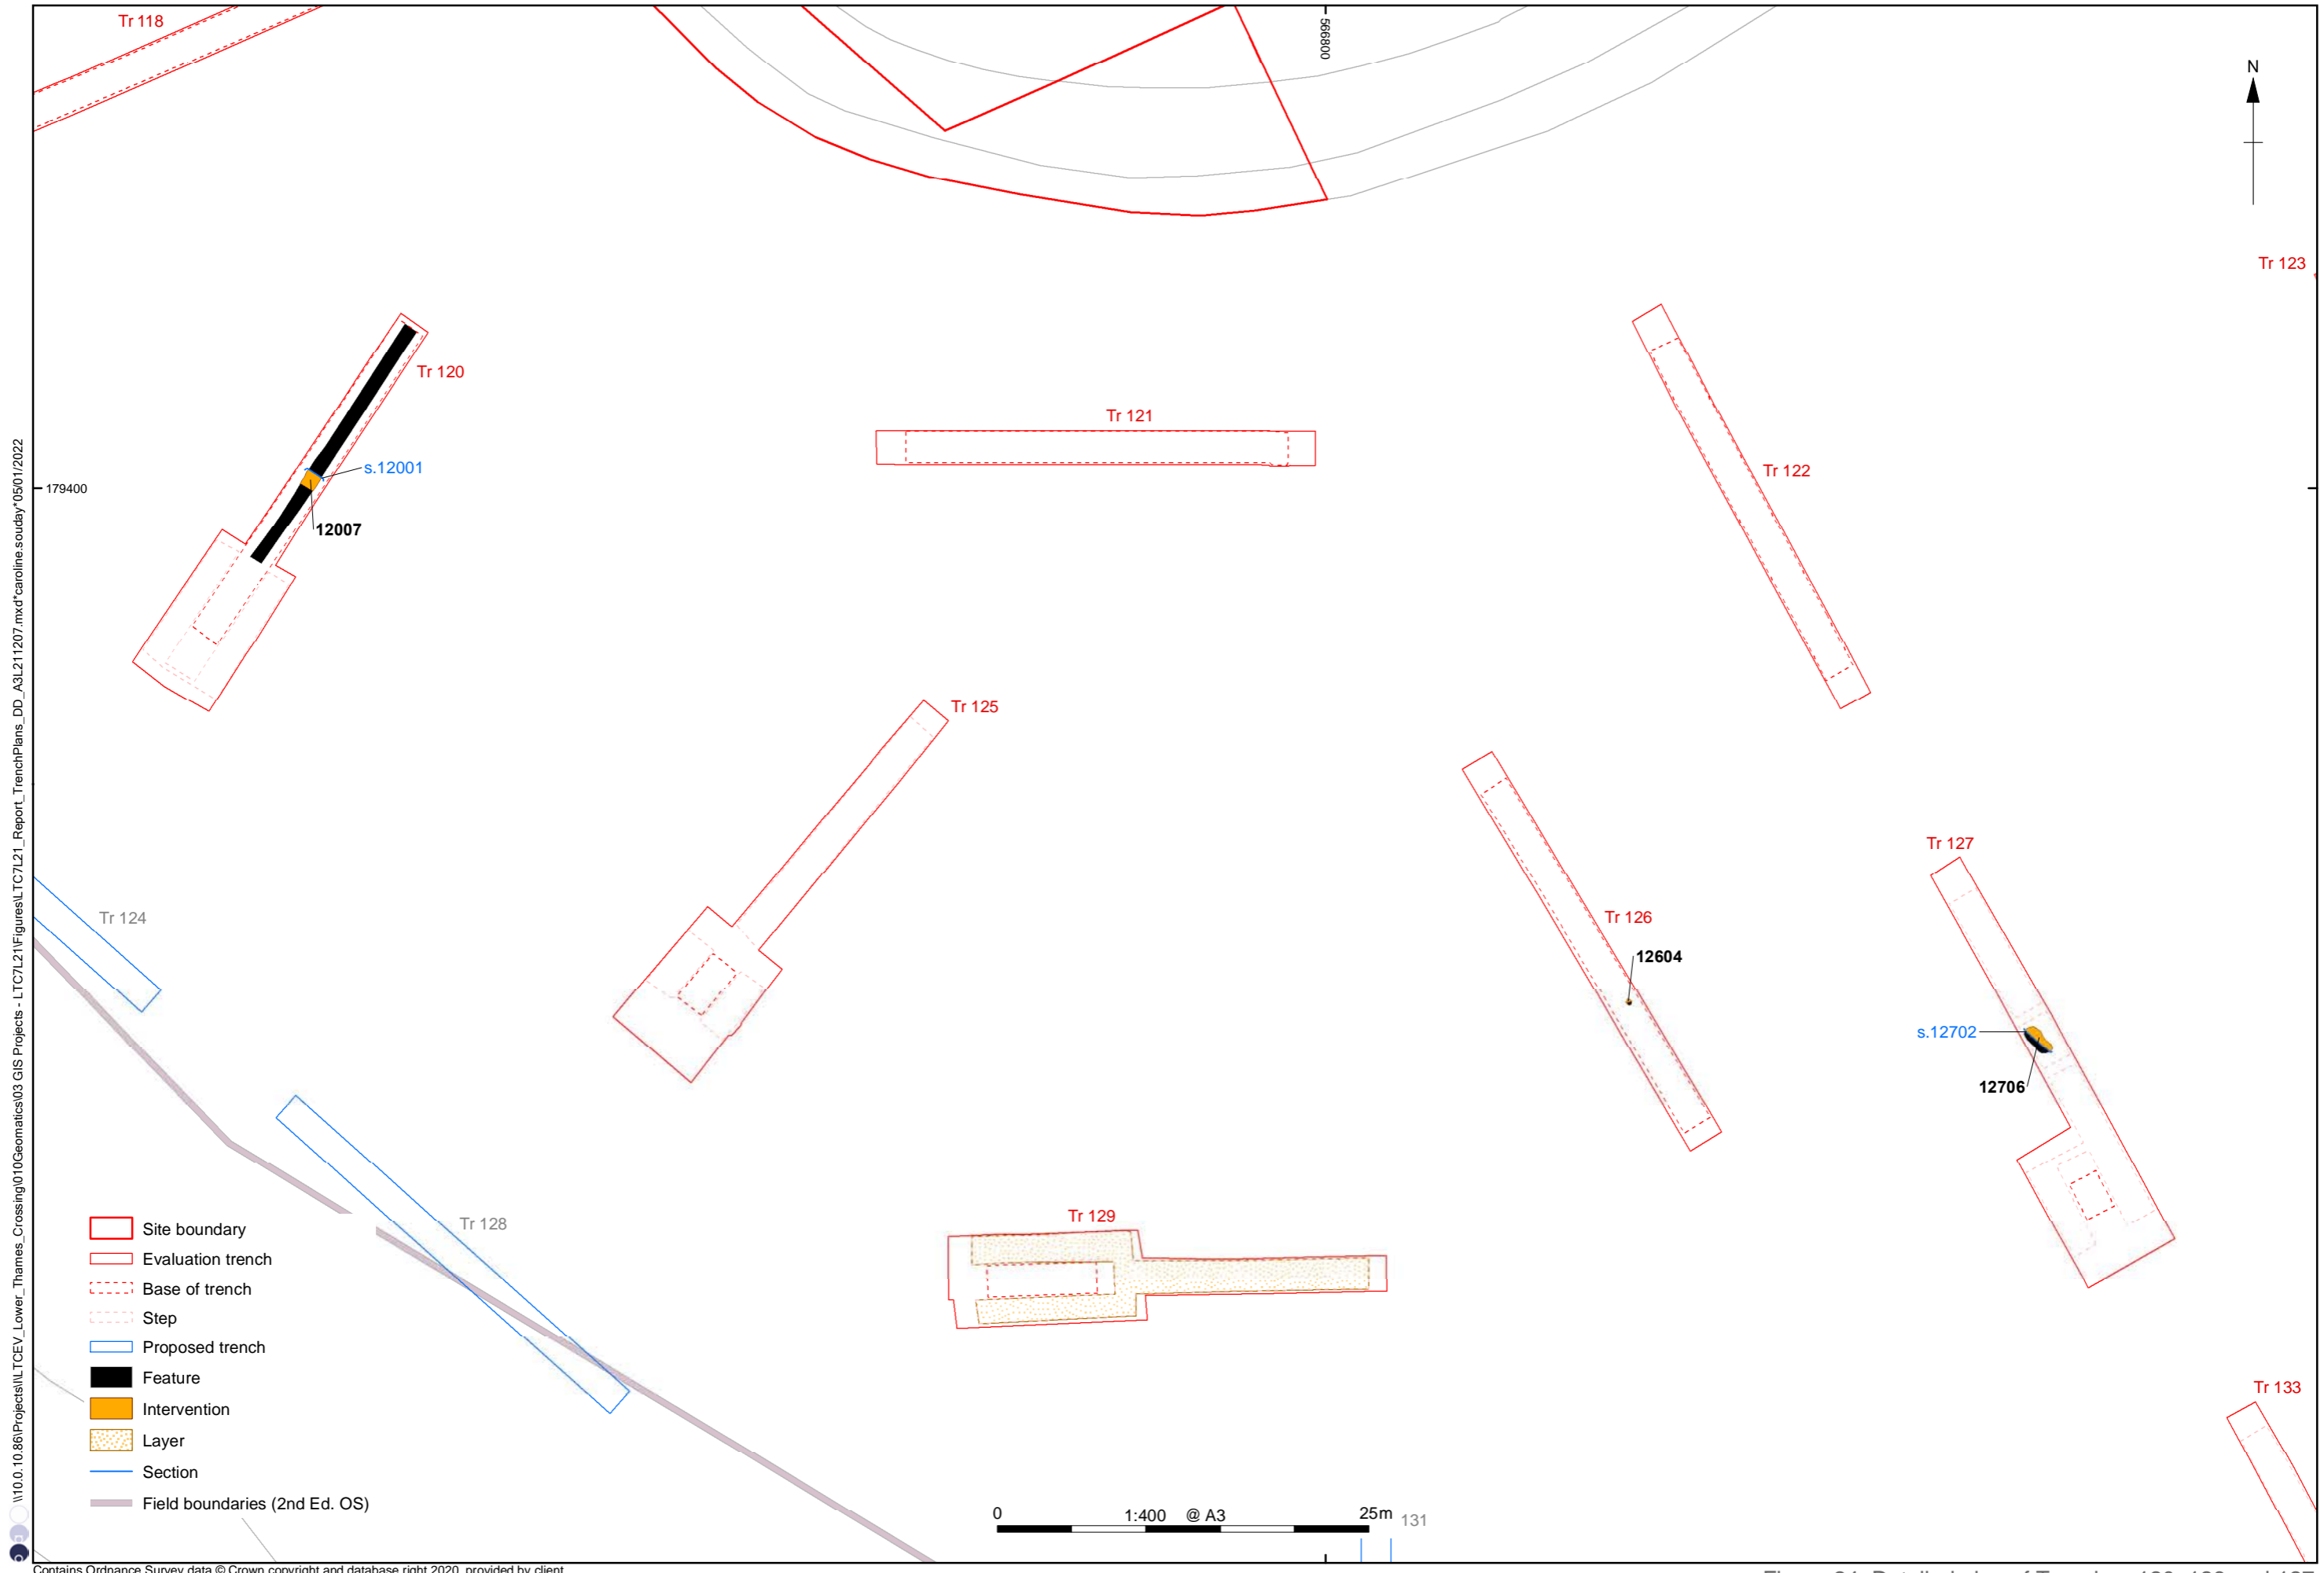 Tr 118
566800
N
Tr 123
Tr 120
Tr 121
Tr 122
s.12001
179400
12007
Tr 125
Tr 127
Tr 124
Tr 126
12604
s.12702
12706
Tr 129
Tr 128
Site boundary
Evaluation trench
Base of trench
Step
Proposed trench
Feature
Intervention
Layer
Section
Field boundaries (2nd Ed. OS)
Tr 133
0 1:400 @ A3 25m
131
\\10.0.10.86\Projects\l\LTCEV_Lower_Thames_Crossing\010Geomatics\03 GIS Projects - LTC7L21\Figures\LTC7L21_Report_TrenchPlans_DD_A3L211207.mxd*caroline.souday*05/01/2022
Contains Ordnance Survey data © Crown copyright and database right 2020, provided by client